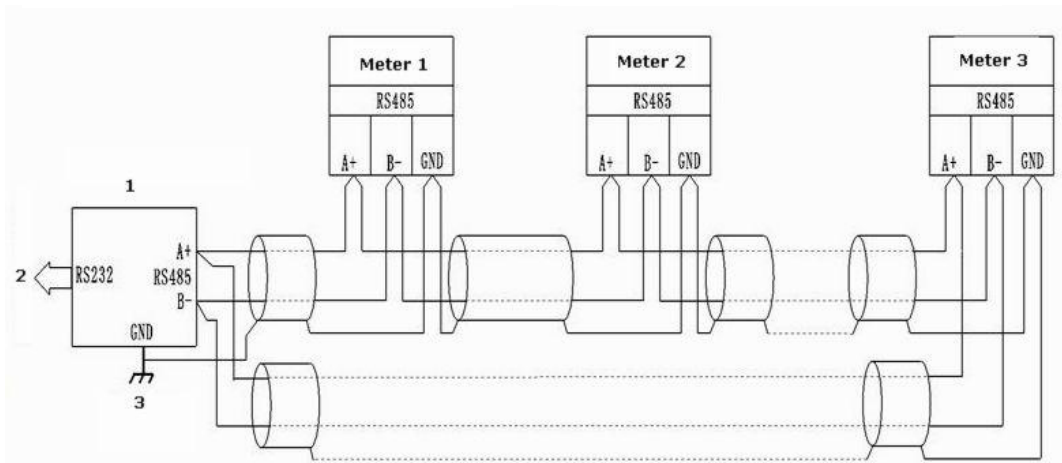 Meter 1
RS485
A+ B- GND
Meter 2
RS485
A+ B- GND
Meter 3
RS485
A+ B- GND
1
A+
2
RS232
RS485
B-
GND
3